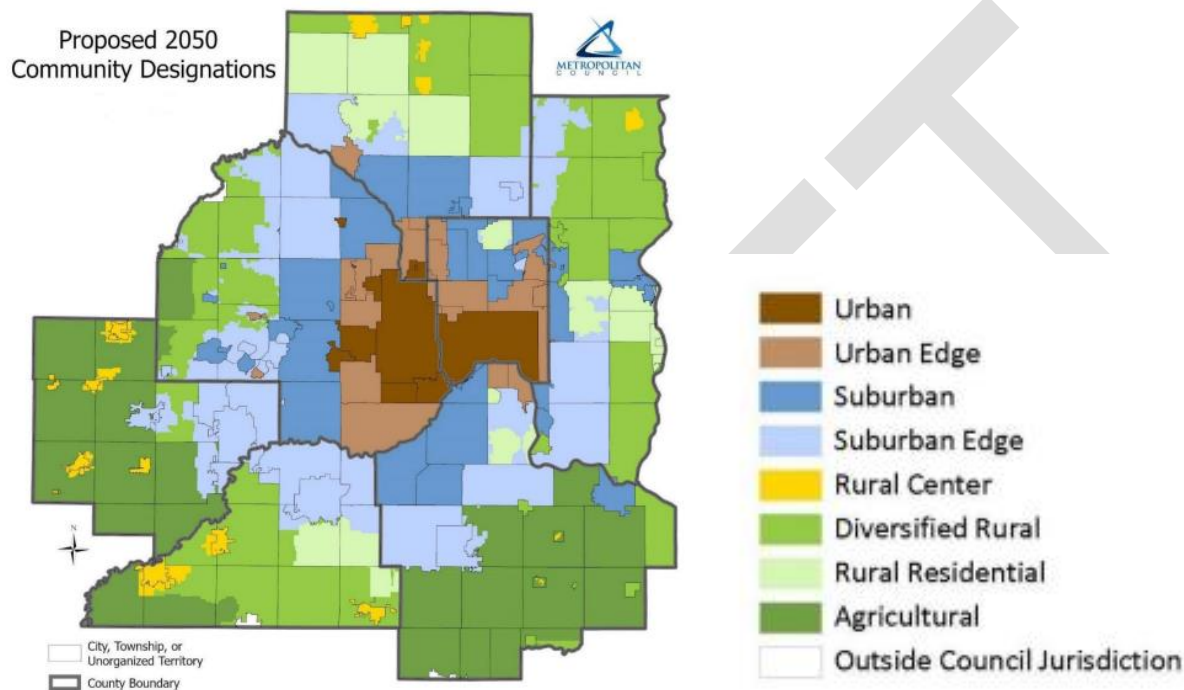 Proposed 2050
Community Designations
METROPOLITAN
COUNCIL
N
City, Township, or
Unorganized Territory
County Boundary
Urban
Urban Edge
Suburban
Suburban Edge
Rural Center
Diversified Rural
Rural Residential
Agricultural
Outside Council Jurisdiction